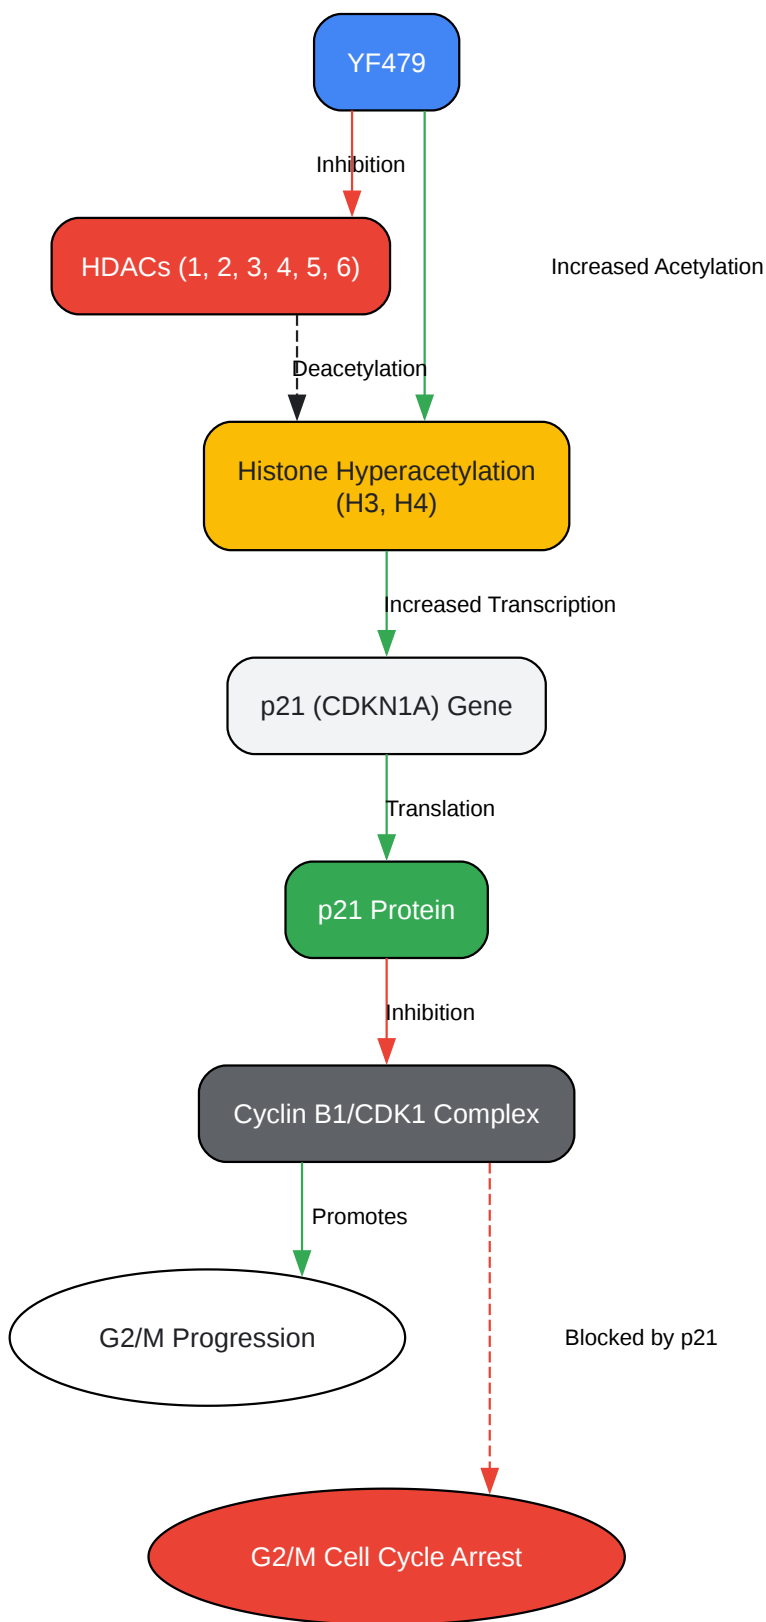 YF479
Inhibition
HDACs (1, 2, 3, 4, 5, 6)
Increased Acetylation
Deacetylation
Histone Hyperacetylation
(H3, H4)
Increased Transcription
p21 (CDKN1A) Gene
Translation
p21 Protein
Inhibition
Cyclin B1/CDK1 Complex
Promotes
G2/M Progression
Blocked by p21
G2/M Cell Cycle Arrest